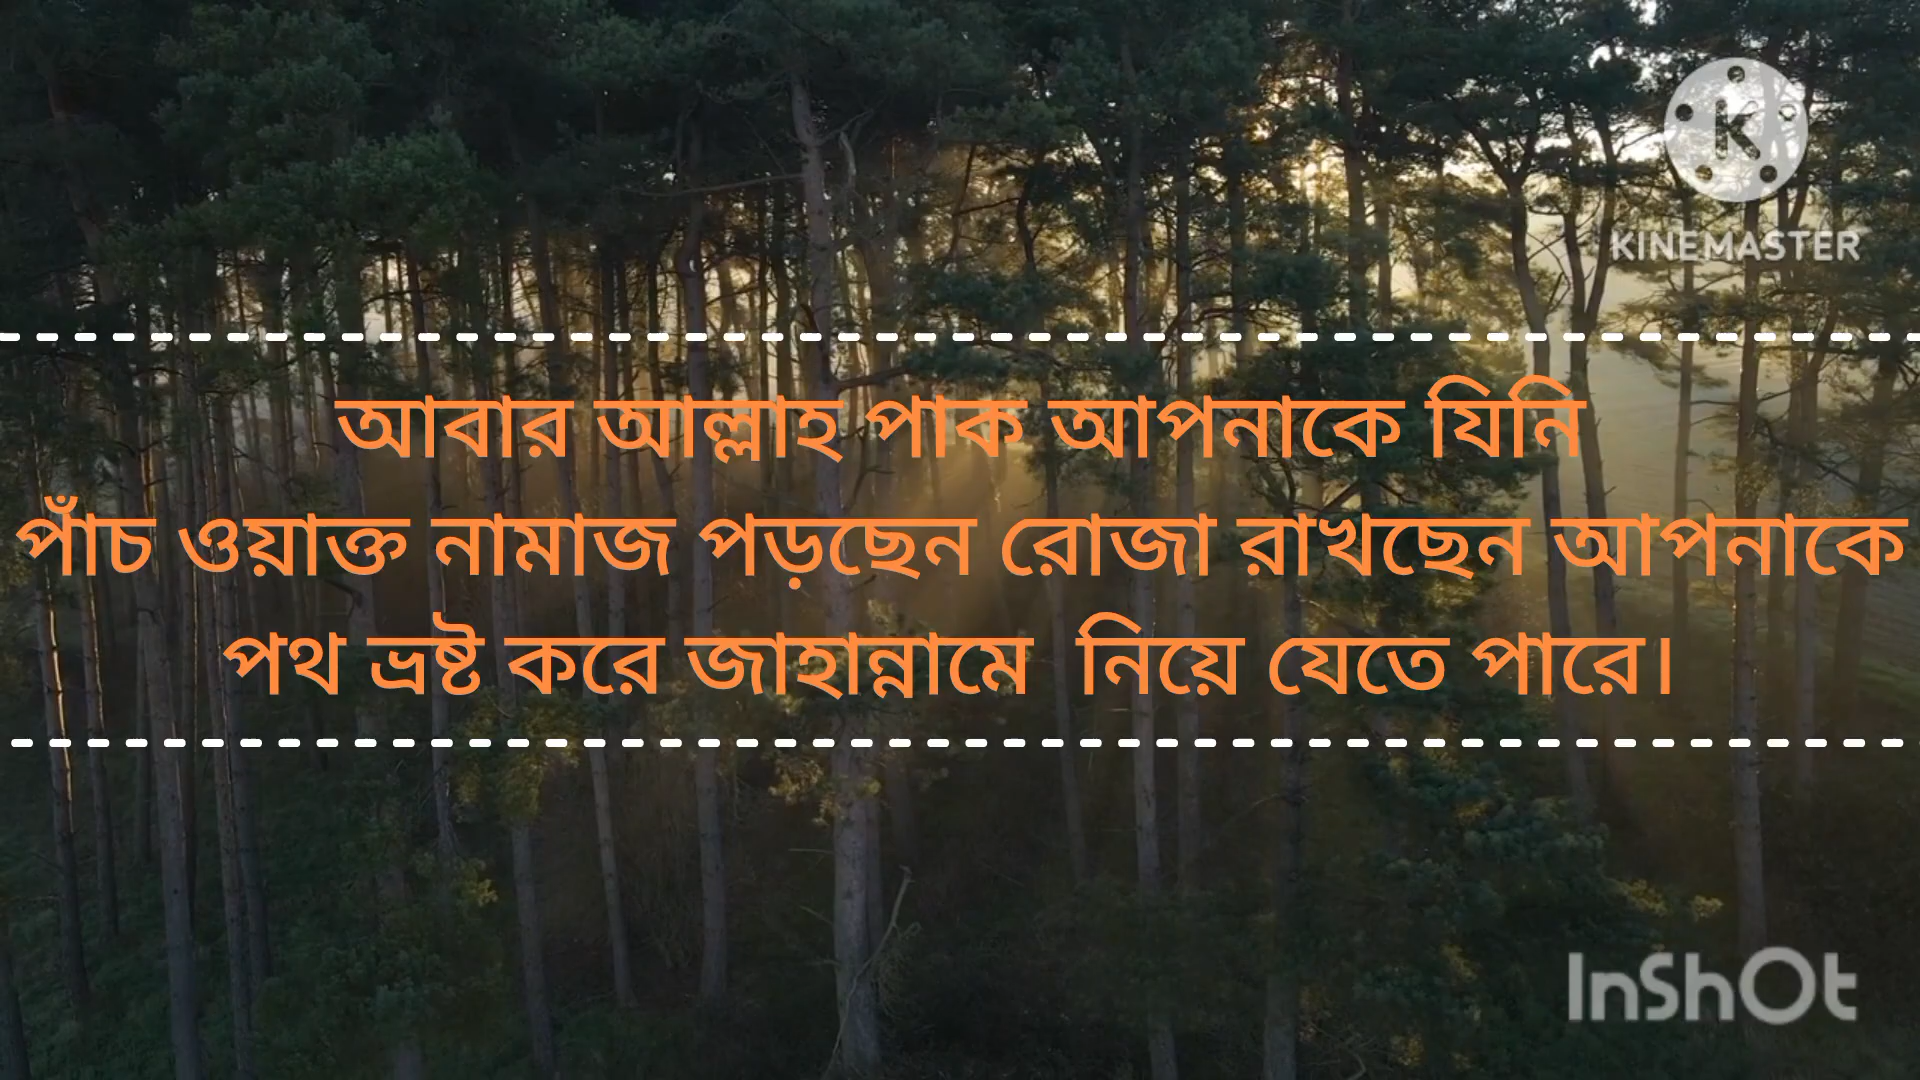 KINEMASTER
আবার আল্লাহ পাক আপনাকে যিনি
পাঁচ ওয়াক্ত নামাজ পড়ছেন রোজা রাখছেন আপনাকে
পথ ভ্রষ্ট করে জাহান্নামে নিয়ে যেতে পারে।
InShOt